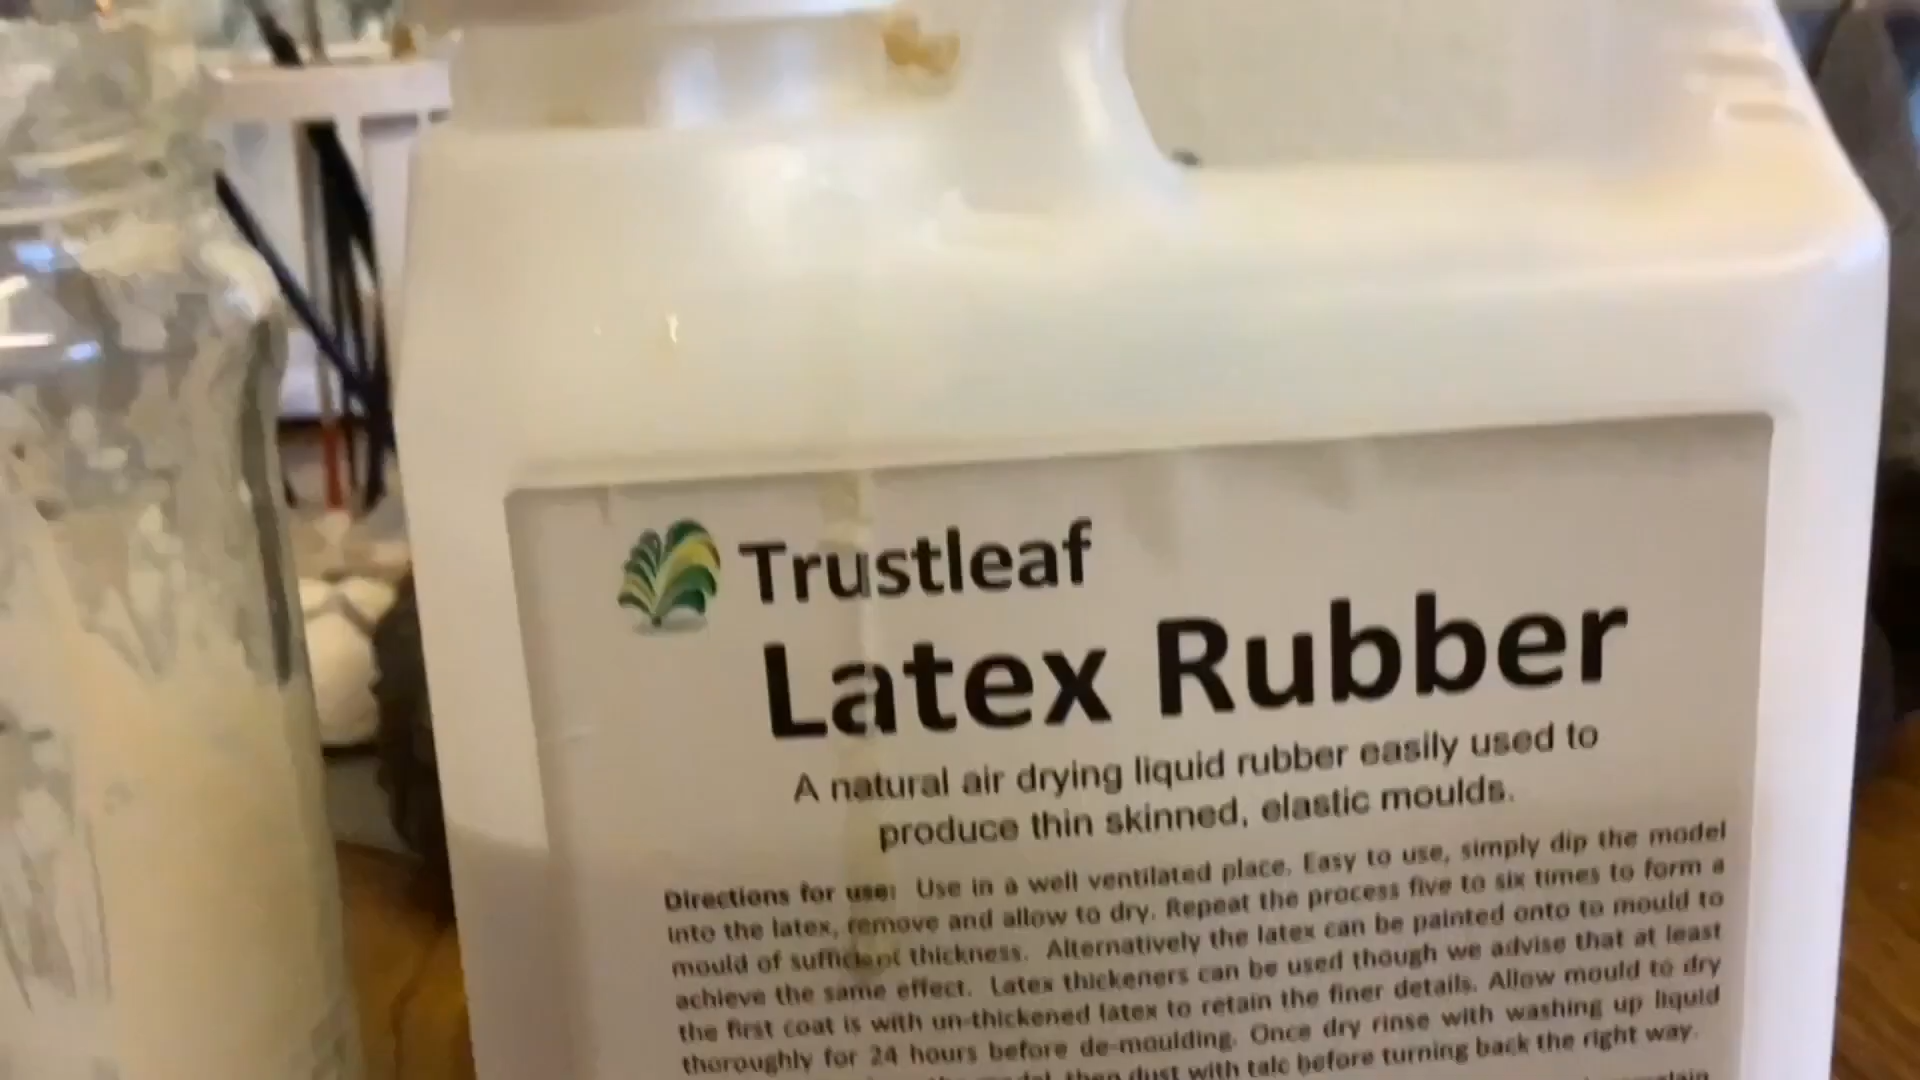 Trustleaf
Latex Rubber
A natural air drying liquid rubber easily used to
produce thin skinned, elastic moulds.
Directions for use: Use in a well ventilated place. Easy to use, simply dip the model
into the latex, remove and allow to dry. Repeat the process five to six times to form a
mould of sufficient thickness. Alternatively the latex can be painted onto to mould to
achieve the same effect. Latex thickeners can be used though we advise that at least
the first coat is with un-thickened latex to retain the finer details. Allow mould to dry
thoroughly for 24 hours before de-moulding. Once dry rinse with washing up liquid
then dust with talc before turning back the right way.